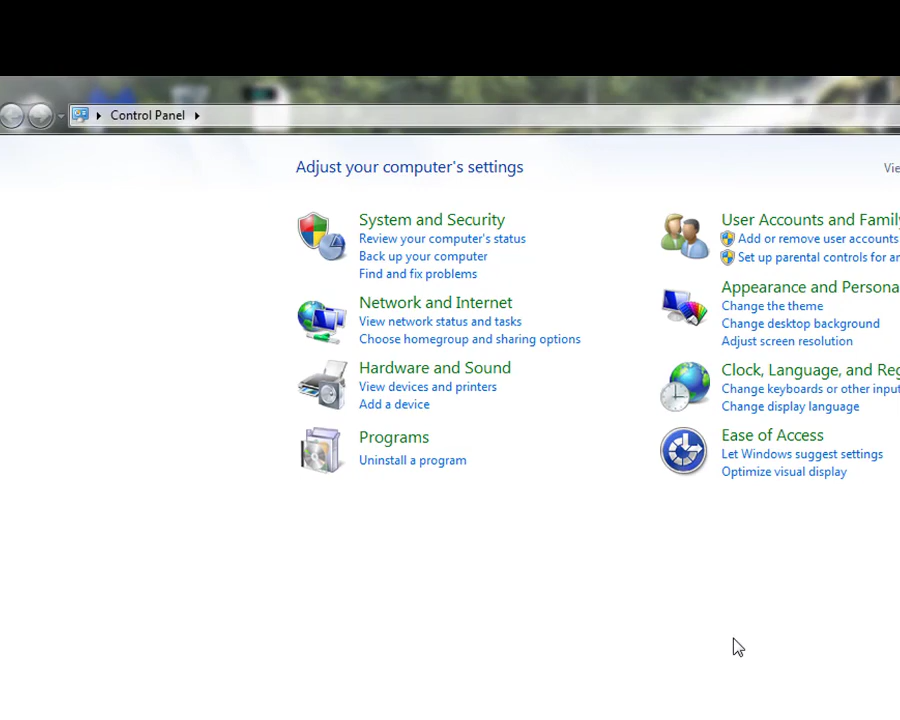 Control Panel
Adjust your computer's settings
System and Security
Review your computer's status
Back up your computer
Find and fix problems
Network and Internet
View network status and tasks
Choose homegroup and sharing options
Hardware and Sound
View devices and printers
Add a device
Programs
Uninstall a program
User Accounts and Family
Add or remove user accounts
Set up parental controls for
Appearance and
Change the theme
Change desktop background
Adjust screen resolution
Clock, Language, and
Change keyboards or other input
Change display language
Ease of Access
Let Windows suggest settings
Optimize visual display